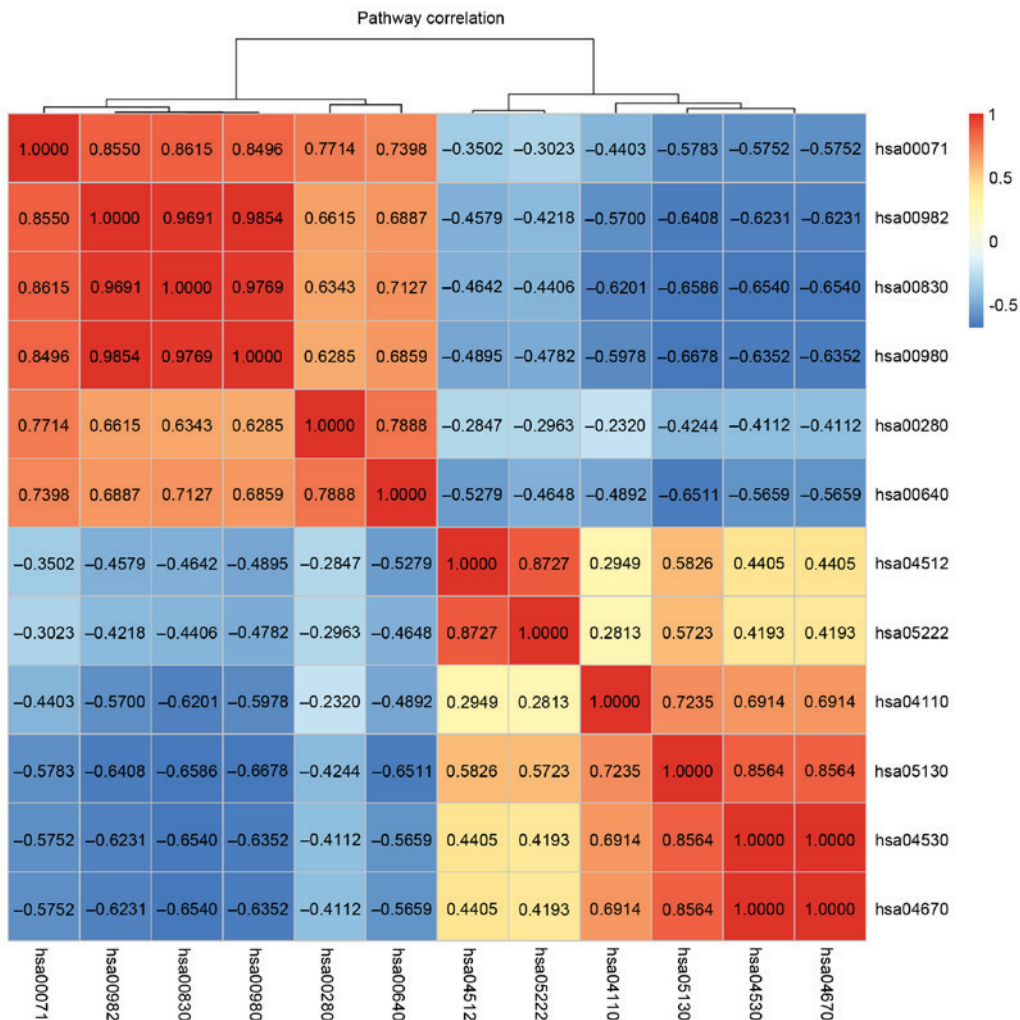 Pathway correlation
1
0.5
0
-0.5
1.0000 0.8550 0.8615 0.8496 0.7714 0.7398 –0.3502 –0.3023 –0.4403 –0.5783 –0.5752 –0.5752 hsa00071
0.8550 1.0000 0.9691 0.9854 0.6615 0.6887 –0.4579 –0.4218 –0.5700 –0.6408 –0.6231 –0.6231 hsa00982
0.8615 0.9691 1.0000 0.9769 0.6343 0.7127 –0.4642 –0.4406 –0.6201 –0.6586 –0.6540 –0.6540 hsa00830
0.8496 0.9854 0.9769 1.0000 0.6285 0.6859 –0.4895 –0.4782 –0.5978 –0.6678 –0.6352 –0.6352 hsa00980
0.7714 0.6615 0.6343 0.6285 1.0000 0.7888 –0.2847 –0.2963 –0.2320 –0.4244 –0.4112 –0.4112 hsa00280
0.7398 0.6887 0.7127 0.6859 0.7888 1.0000 –0.5279 –0.4648 –0.4892 –0.6511 –0.5659 –0.5659 hsa00640
–0.3502 –0.4579 –0.4642 –0.4895 –0.2847 –0.5279 1.0000 0.8727 0.2949 0.5826 0.4405 0.4405 hsa04512
–0.3023 –0.4218 –0.4406 –0.4782 –0.2963 –0.4648 0.8727 1.0000 0.2813 0.5723 0.4193 0.4193 hsa05222
–0.4403 –0.5700 –0.6201 –0.5978 –0.2320 –0.4892 0.2949 0.2813 1.0000 0.7235 0.6914 0.6914 hsa04110
–0.5783 –0.6408 –0.6586 –0.6678 –0.4244 –0.6511 0.5826 0.5723 0.7235 1.0000 0.8564 0.8564 hsa05130
–0.5752 –0.6231 –0.6540 –0.6352 –0.4112 –0.5659 0.4405 0.4193 0.6914 0.8564 1.0000 1.0000 hsa04530
–0.5752 –0.6231 –0.6540 –0.6352 –0.4112 –0.5659 0.4405 0.4193 0.6914 0.8564 1.0000 1.0000 hsa04670
hsa00071
hsa00982
hsa00830
hsa00980
hsa00280
hsa00640
hsa04512
hsa05222
hsa04110
hsa05130
hsa04530
hsa04670